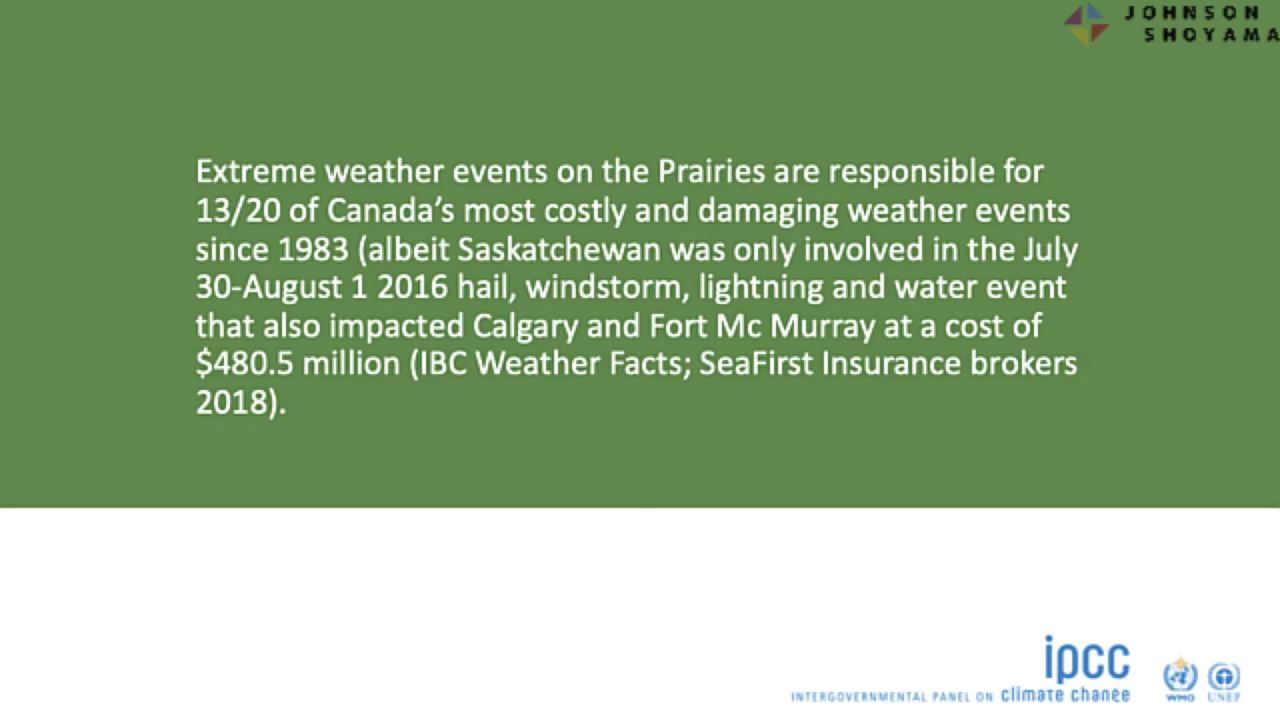 JOHNSON
SHOYAMA
Extreme weather events on the Prairies are responsible for
13/20 of Canada’s most costly and damaging weather events
since 1983 (albeit Saskatchewan was only involved in the July
30-August 1 2016 hail, windstorm, lightning and water event
that also impacted Calgary and Fort Mc Murray at a cost of
$480.5 million (IBC Weather Facts; SeaFirst Insurance brokers
2018).
ipcc
INTERGOVERNMENTAL PANEL ON climate change
WMO UNEP